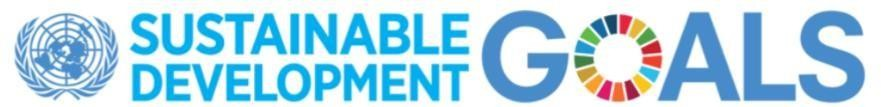 SUSTAINABLE
DEVELOPMENT
GOALS